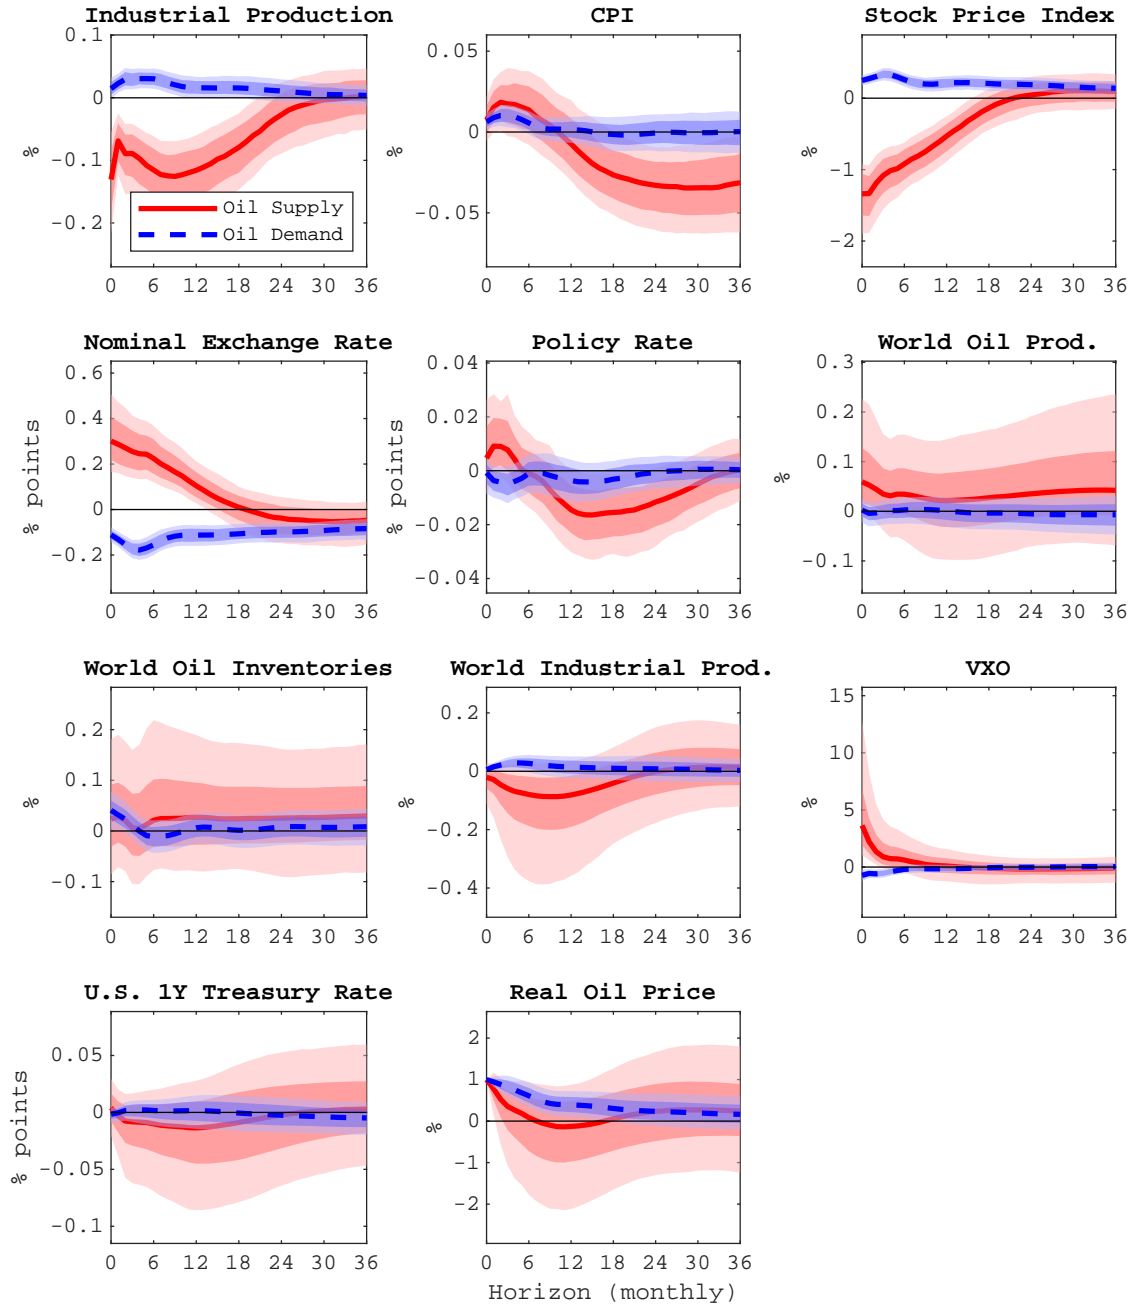 Industrial Production
0.1
0
-0.1
-0.2
%
Oil Supply
Oil Demand
0 6 12 18 24 30 36
CPI
0.05
0
-0.05
%
0 6 12 18 24 30 36
Stock Price Index
0
-1
-2
%
0 6 12 18 24 30 36
Nominal Exchange Rate
0.6
0.4
0.2
0
-0.2
% points
0 6 12 18 24 30 36
Policy Rate
0.04
0.02
0
-0.02
-0.04
% points
0 6 12 18 24 30 36
World Oil Prod.
0.3
0.2
0.1
0
-0.1
%
0 6 12 18 24 30 36
World Oil Inventories
0.2
0.1
0
-0.1
%
0 6 12 18 24 30 36
World Industrial Prod.
0.2
0
-0.2
-0.4
%
0 6 12 18 24 30 36
VXO
15
10
5
0
%
0 6 12 18 24 30 36
U.S. 1Y Treasury Rate
0.05
0
-0.05
-0.1
% points
0 6 12 18 24 30 36
Real Oil Price
2
1
0
-1
-2
%
0 6 12 18 24 30 36
Horizon (monthly)